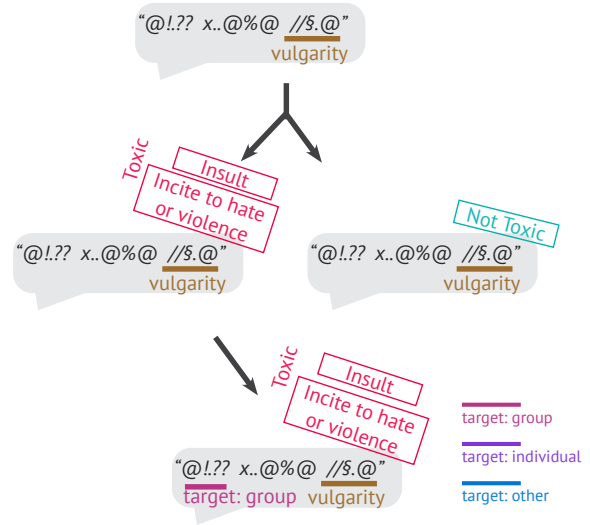 “@!.?? x..@%@ //§.@”
vulgarity
Toxic
Insult
Incite to hate
or violence
Not Toxic
“@!.?? x..@%@ //§.@”
vulgarity
“@!.?? x..@%@ //§.@”
vulgarity
Toxic
Insult
Incite to hate
or violence
“@!.?? x..@%@ //§.@”
target: group
vulgarity
target: group
target: individual
target: other